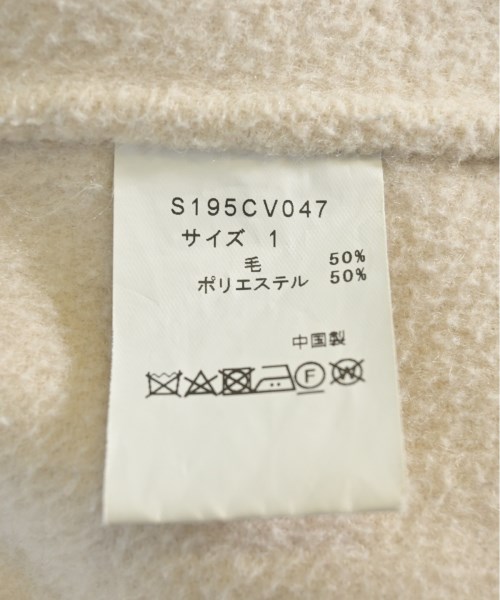 S195CV047
サイズ 1
毛 50%
ポリエステル 50%
中国製